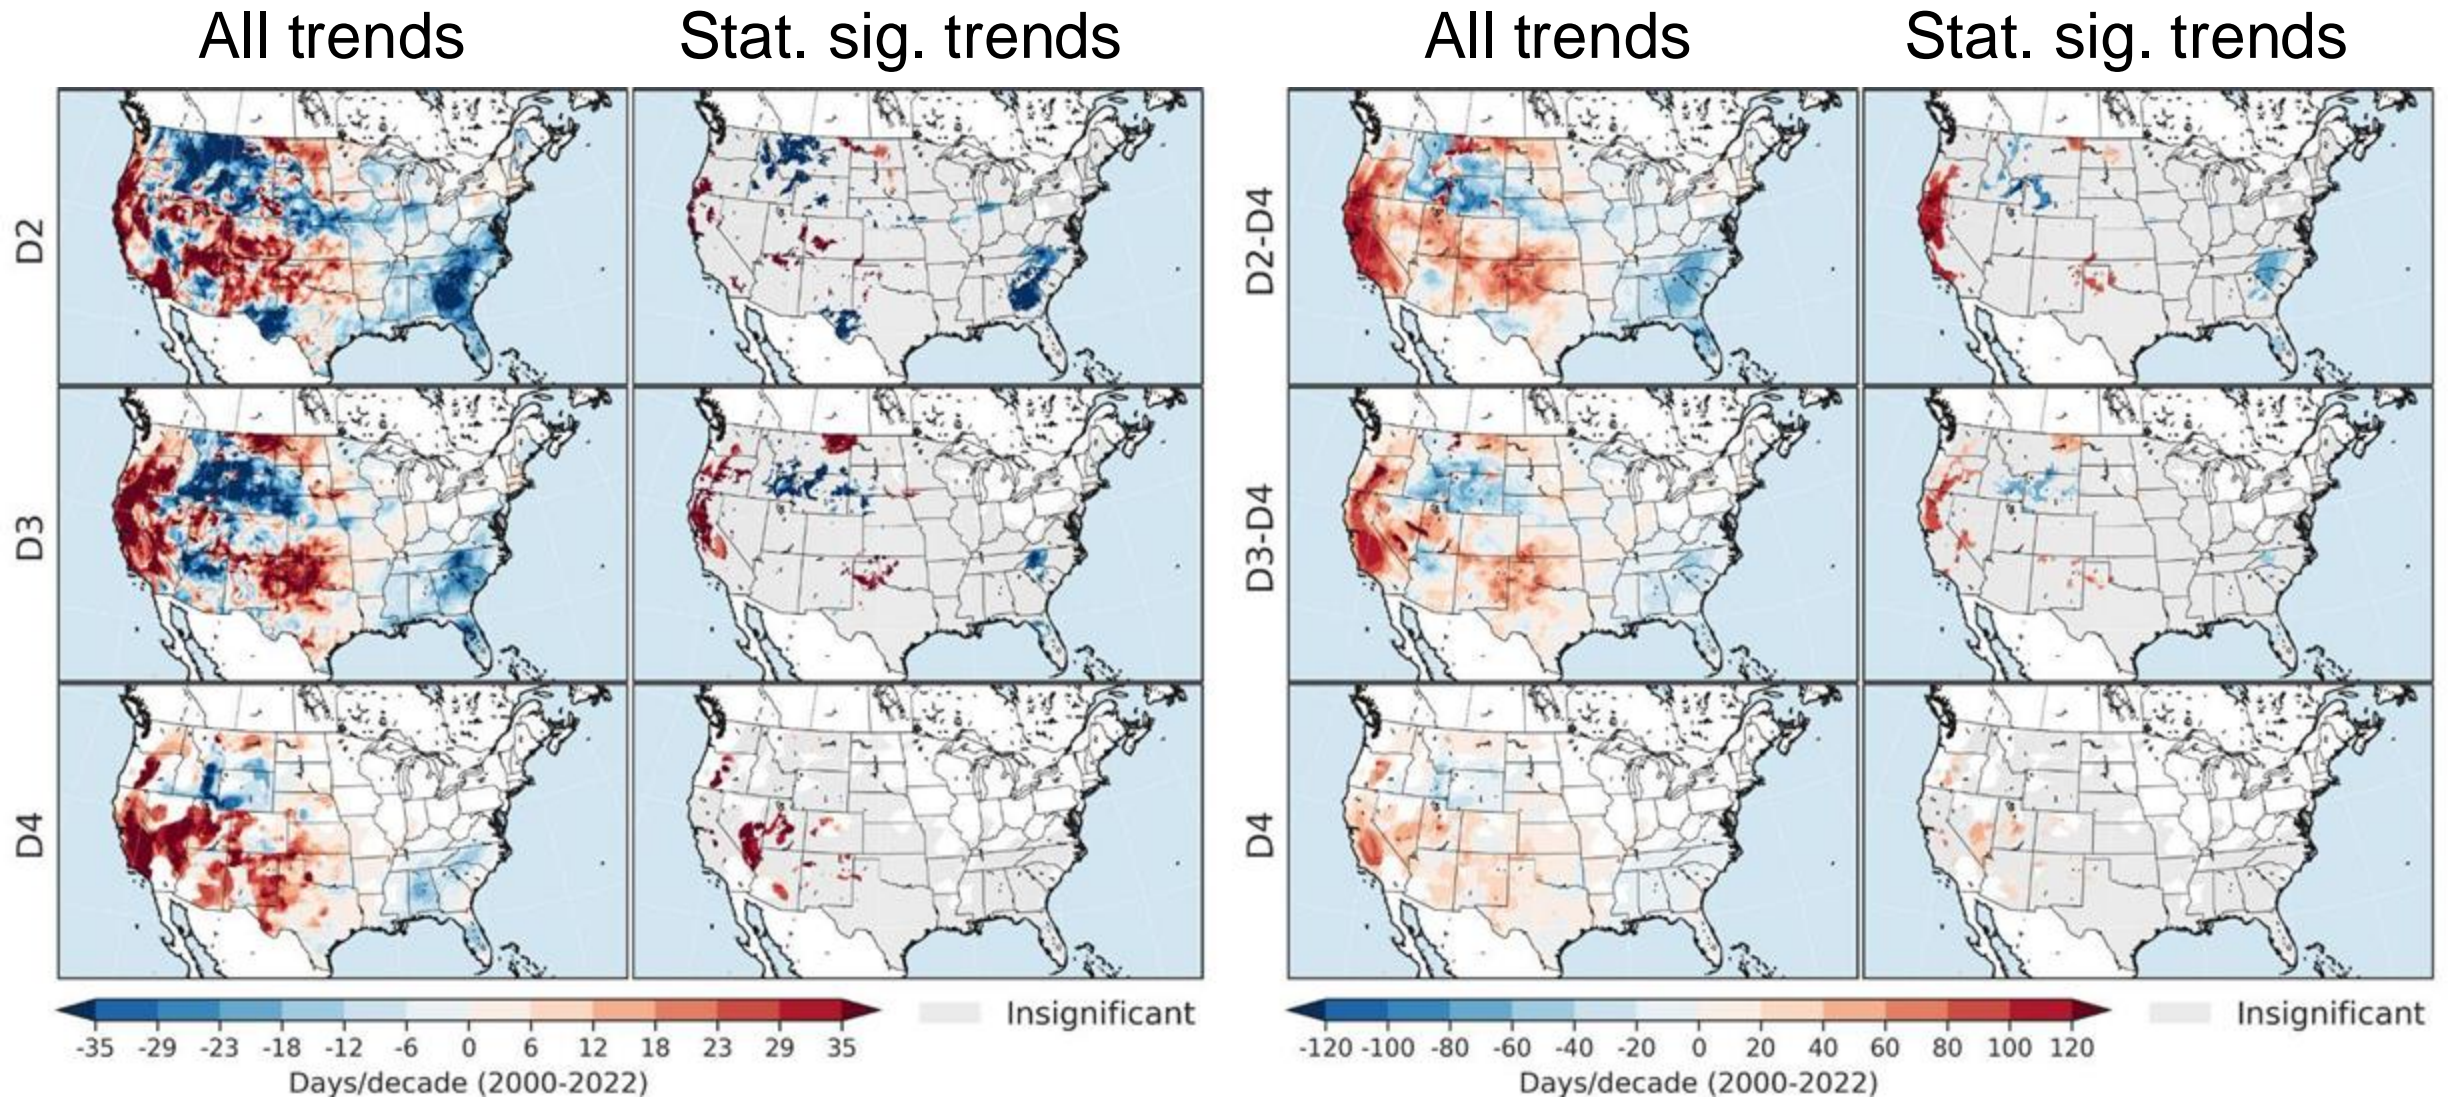 All trends Stat. sig. trends All trends Stat. sig. trends
D2
D3
D4
D2-D4
D3-D4
D4
-35 -29 -23 -18 -12 -6 0 6 12 18 23 29 35
Days/decade (2000-2022)
Insignificant
-120 -100 -80 -60 -40 -20 0 20 40 60 80 100 120
Days/decade (2000-2022)
Insignificant